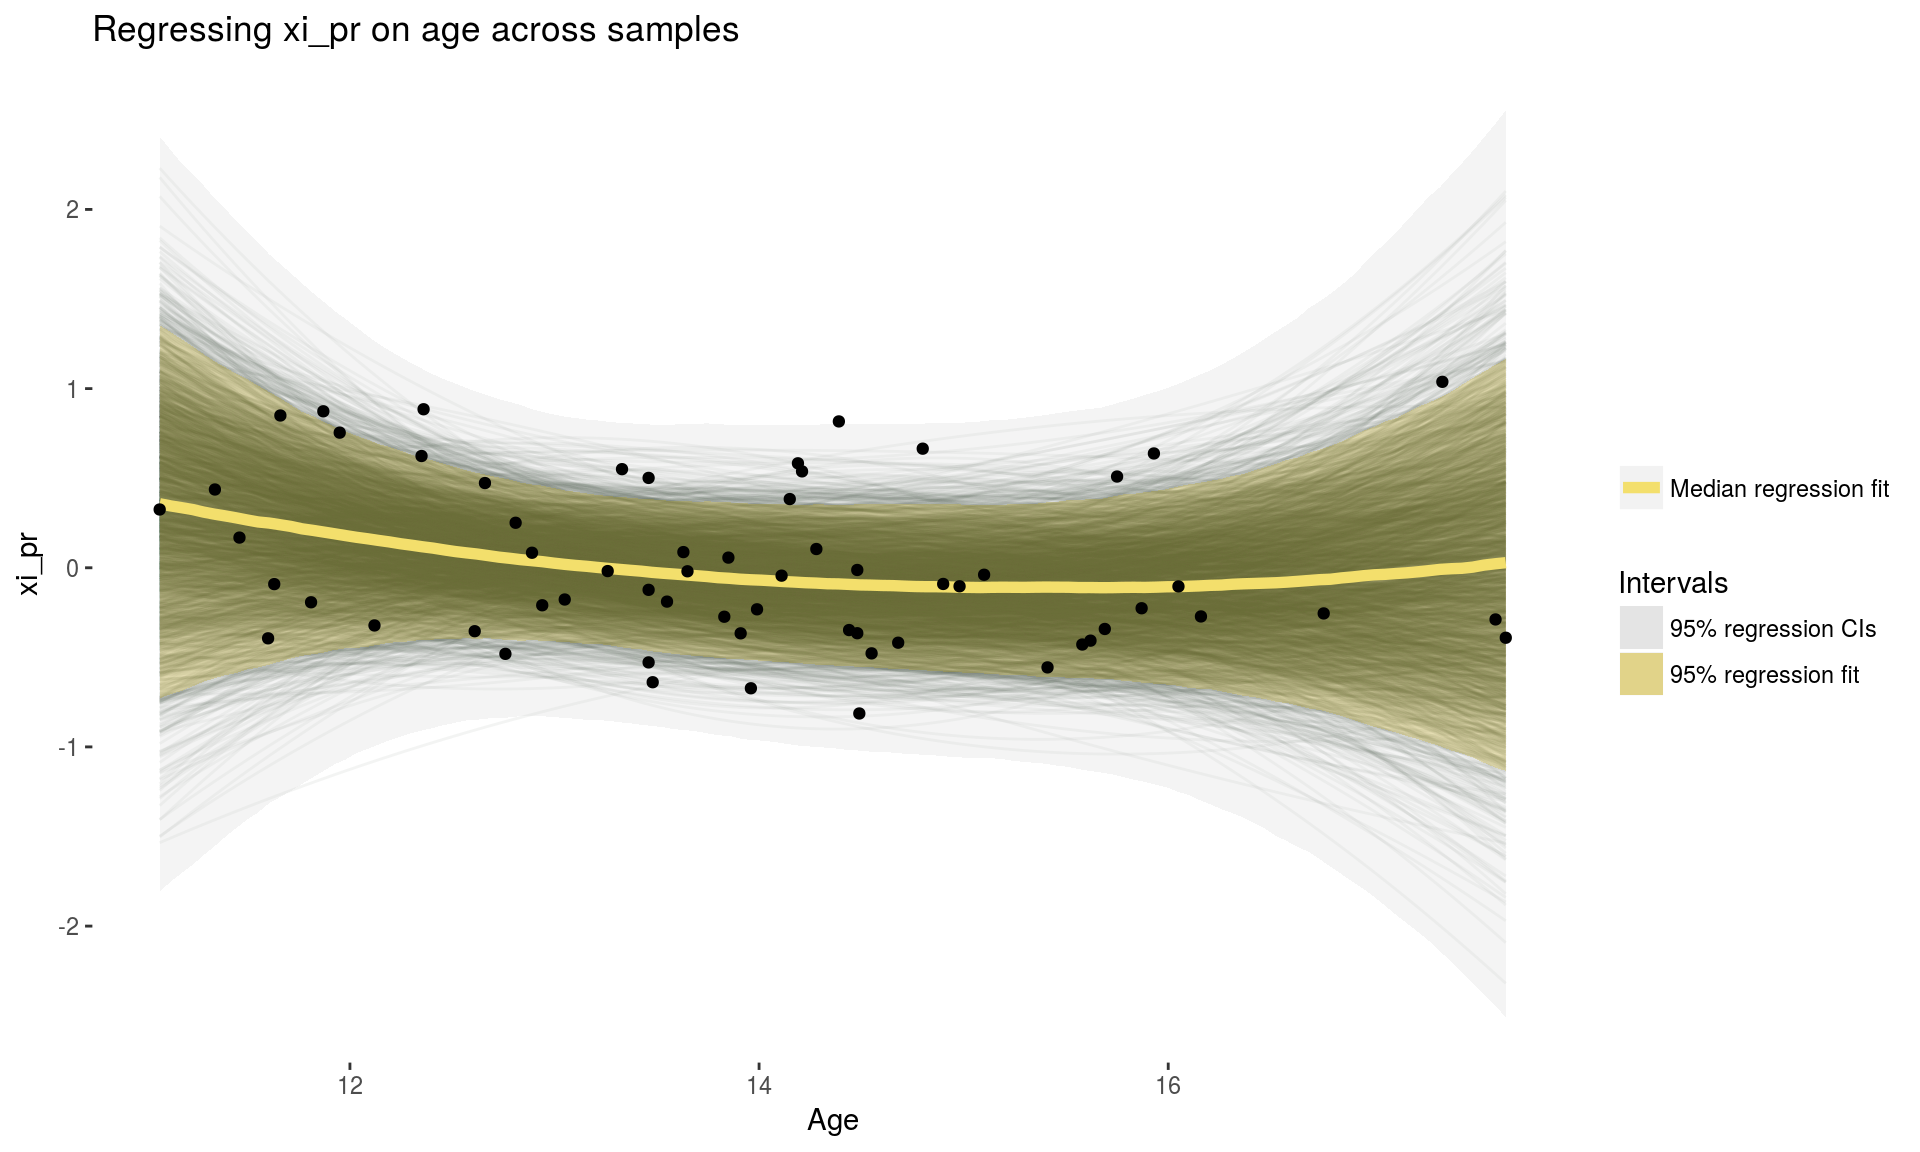 Regressing xi_pr on age across samples
2
1
0
-1
-2
xi_pr
12
14
16
Age
Median regression fit
Intervals
95% regression CIs
95% regression fit